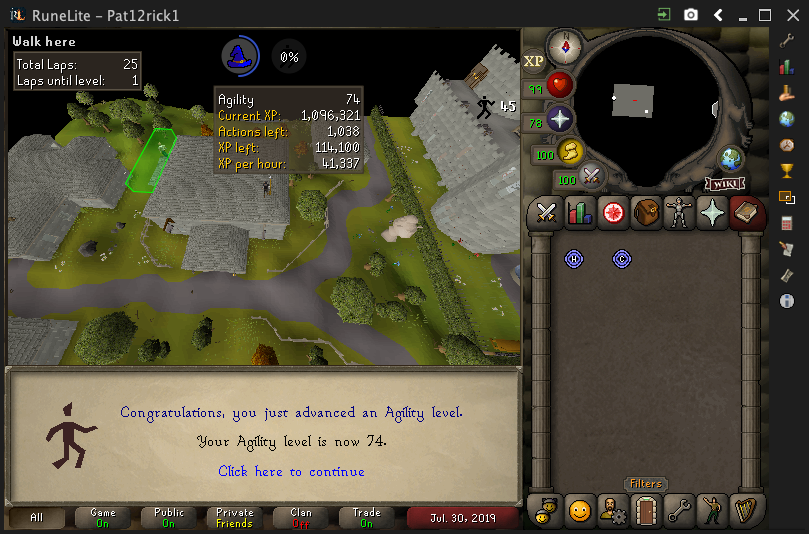 RuneLite - Pat12rick1
Walk here
Total Laps: 25
Laps until level: 1
0%
Agility 74
Current XP: 1,096,321
Actions left: 1,038
XP left: 114,100
XP per hour: 41,337
45
XP
N
99
78
100
100
WIKI
H C
Congratulations, you just advanced an Agility level.
Your Agility level is now 74.
Click here to continue
Filters
All
Game
On
Public
On
Private
Friends
Clan
Off
Trade
On
Jul. 30, 2019